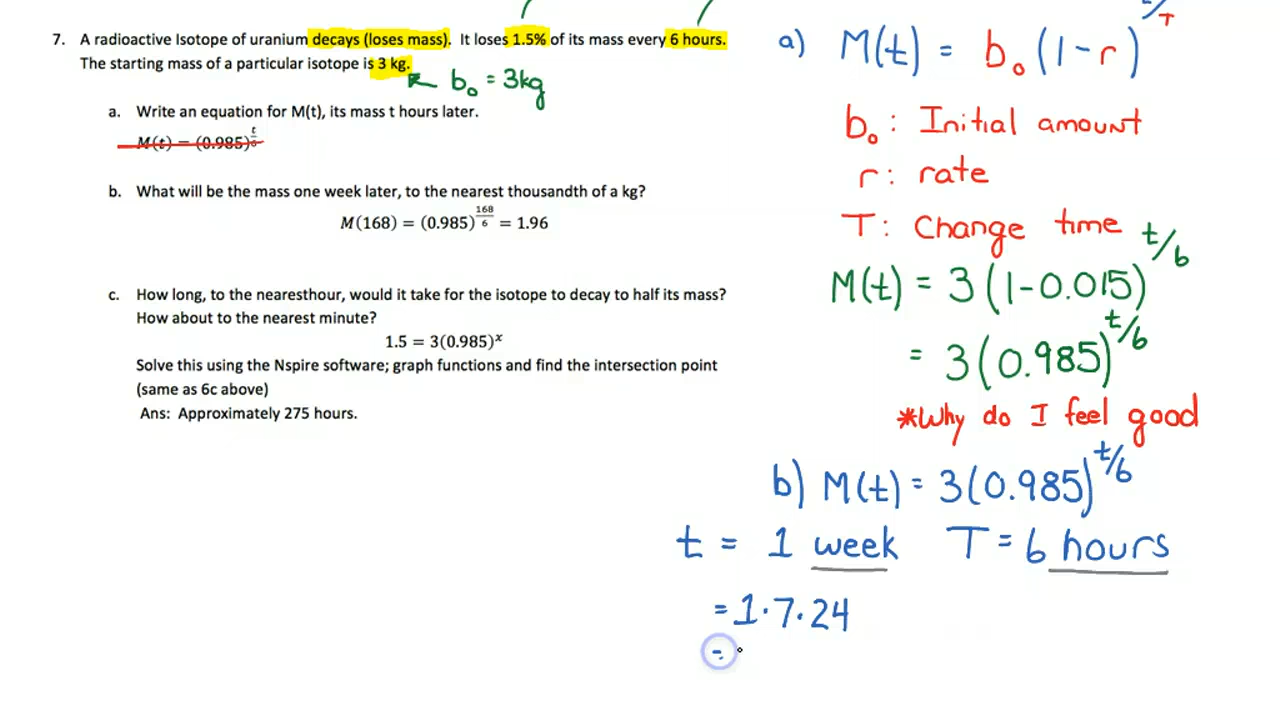 7. A radioactive Isotope of uranium decays (loses mass). It loses 1.5% of its mass every 6 hours.
The starting mass of a particular isotope is 3 kg.
b₀ = 3kg
a. Write an equation for M(t), its mass t hours later.
M(t) = (0.985)^(t/6)
b. What will be the mass one week later, to the nearest thousandth of a kg?
M(168) = (0.985)^(168/6) = 1.96
c. How long, to the nearesthour, would it take for the isotope to decay to half its mass?
How about to the nearest minute?
1.5 = 3(0.985)^x
Solve this using the Nspire software; graph functions and find the intersection point
(same as 6c above)
Ans: Approximately 275 hours.
a) M(t) = b₀(1-r)^(t/T)
b₀: Initial amount
r: rate
T: Change time
M(t) = 3(1-0.015)^(t/6)
= 3(0.985)^(t/6)
*Why do I feel good
b) M(t) = 3(0.985)^(t/6)
t = 1 week T = 6 hours
= 1·7·24
=